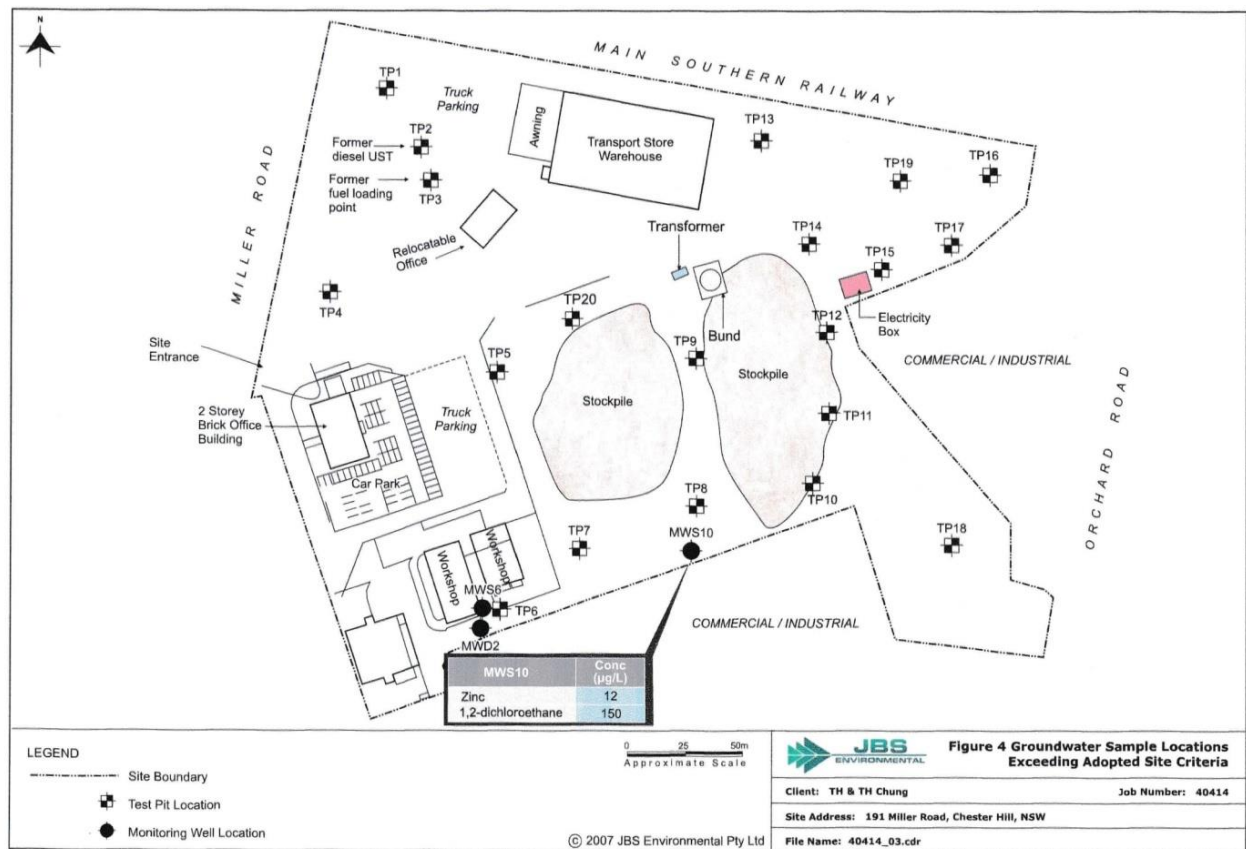 N
MAIN SOUTHERN RAILWAY
TP1
Truck
Parking
Awning
Transport Store
Warehouse
TP13
TP2
Former
diesel UST
Former
fuel loading
point
TP3
TP19
TP16
MILLER ROAD
Relocatable
Office
Transformer
TP14
TP17
TP15
TP4
TP20
Bund
TP12
Electricity
Box
Site
Entrance
TP5
TP9
COMMERCIAL / INDUSTRIAL
Stockpile
Stockpile
ORCHARD ROAD
2 Storey
Brick Office
Building
Truck
Parking
TP11
Car Park
TP8
TP10
TP7
MWS10
TP18
Workshop
Workshop
MWS6
TP6
MWD2
COMMERCIAL / INDUSTRIAL
MWS10 Conc
(µg/L)
Zinc 12
1,2-dichloroethane 150
LEGEND
Site Boundary
Test Pit Location
Monitoring Well Location
0 25 50m
Approximate Scale
© 2007 JBS Environmental Pty Ltd
JBS
ENVIRONMENTAL
Figure 4 Groundwater Sample Locations
Exceeding Adopted Site Criteria
Client: TH & TH Chung Job Number: 40414
Site Address: 191 Miller Road, Chester Hill, NSW
File Name: 40414_03.cdr